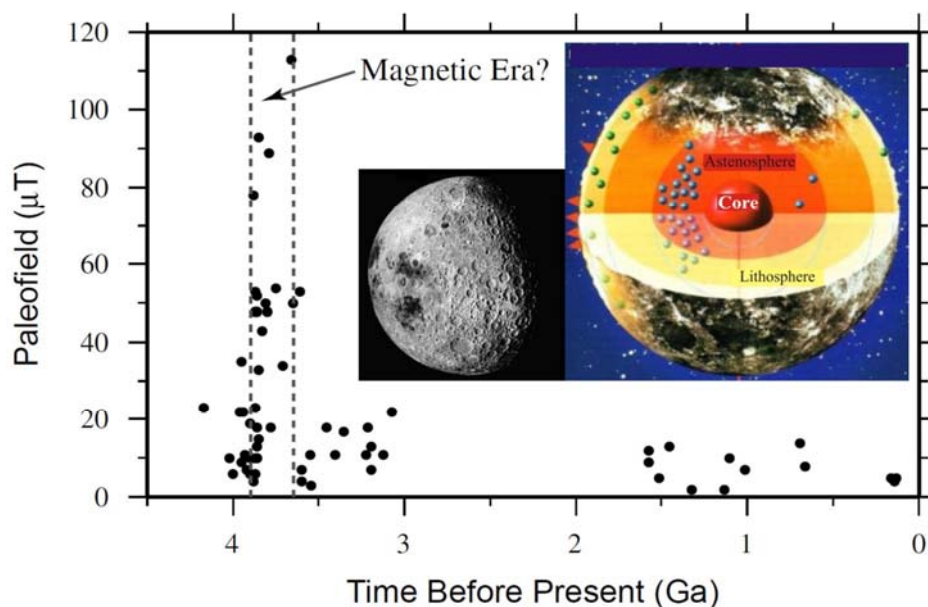 120
100
80
60
40
20
0
Paleofield (μT)
Magnetic Era?
Astenosphere
Core
Lithosphere
4
3
2
1
0
Time Before Present (Ga)